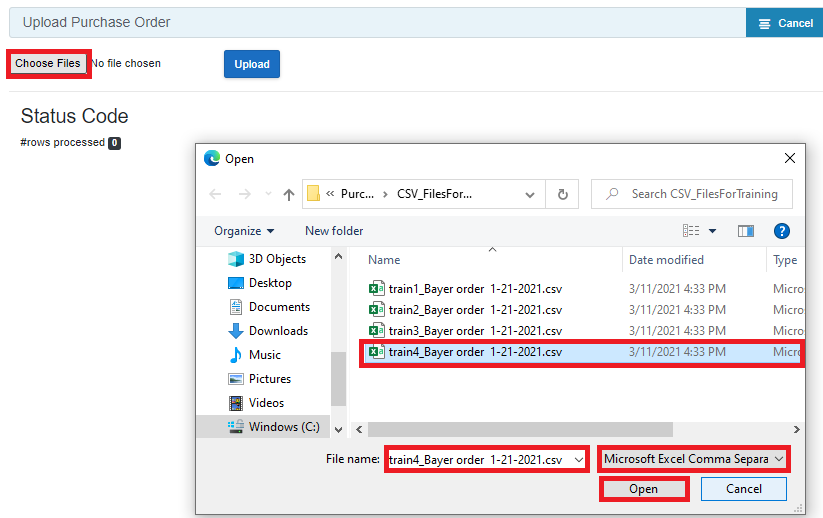 Upload Purchase Order
Cancel
Choose Files No file chosen
Upload
Status Code
#rows processed 0
Open
« Purc... › CSV_FilesFor...
Search CSV_FilesForTraining
Organize
New folder
Name Date modified Type
3D Objects
Desktop
Documents
Downloads
Music
Pictures
Videos
Windows (C:)
train1_Bayer order 1-21-2021.csv 3/11/2021 4:33 PM Micros
train2_Bayer order 1-21-2021.csv 3/11/2021 4:33 PM Micros
train3_Bayer order 1-21-2021.csv 3/11/2021 4:33 PM Micros
train4_Bayer order 1-21-2021.csv 3/11/2021 4:33 PM Micro
File name: train4_Bayer order 1-21-2021.csv
Microsoft Excel Comma Separa
Open
Cancel